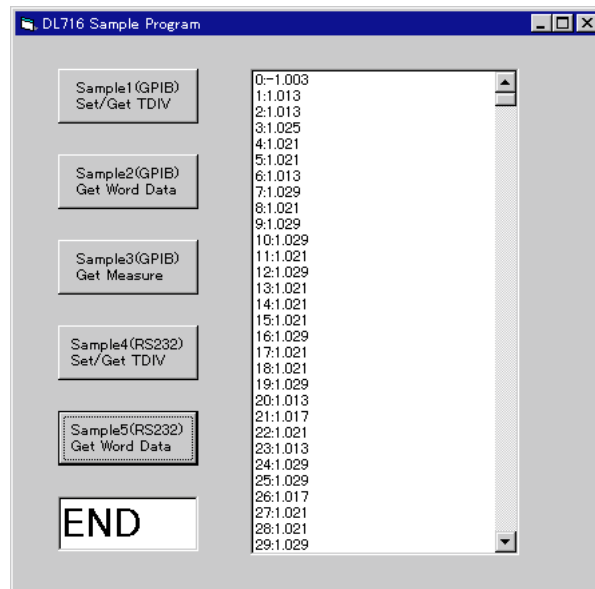 DL716 Sample Program
Sample1(GPIB)
Set/Get TDIV
Sample2(GPIB)
Get Word Data
Sample3(GPIB)
Get Measure
Sample4(RS232)
Set/Get TDIV
Sample5(RS232)
Get Word Data
END
0:-1.003
1:1.013
2:1.013
3:1.025
4:1.021
5:1.021
6:1.013
7:1.029
8:1.021
9:1.029
10:1.029
11:1.021
12:1.029
13:1.021
14:1.021
15:1.021
16:1.029
17:1.021
18:1.021
19:1.029
20:1.013
21:1.017
22:1.021
23:1.013
24:1.029
25:1.029
26:1.017
27:1.021
28:1.021
29:1.029